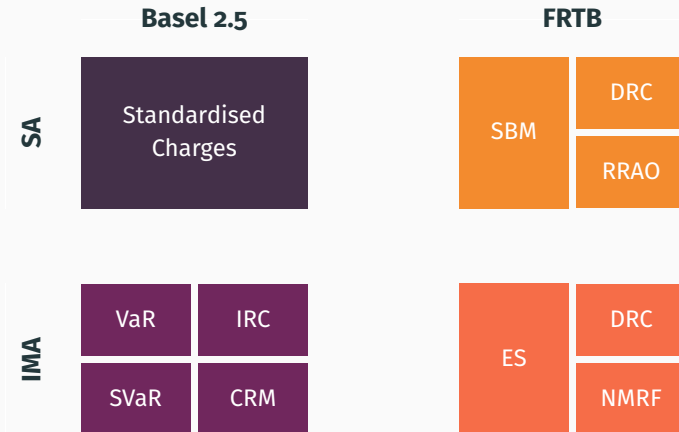 Basel 2.5
FRTB
SA
Standardised
Charges
SBM
DRC
RRAO
IMA
VaR
IRC
SVaR
CRM
ES
DRC
NMRF